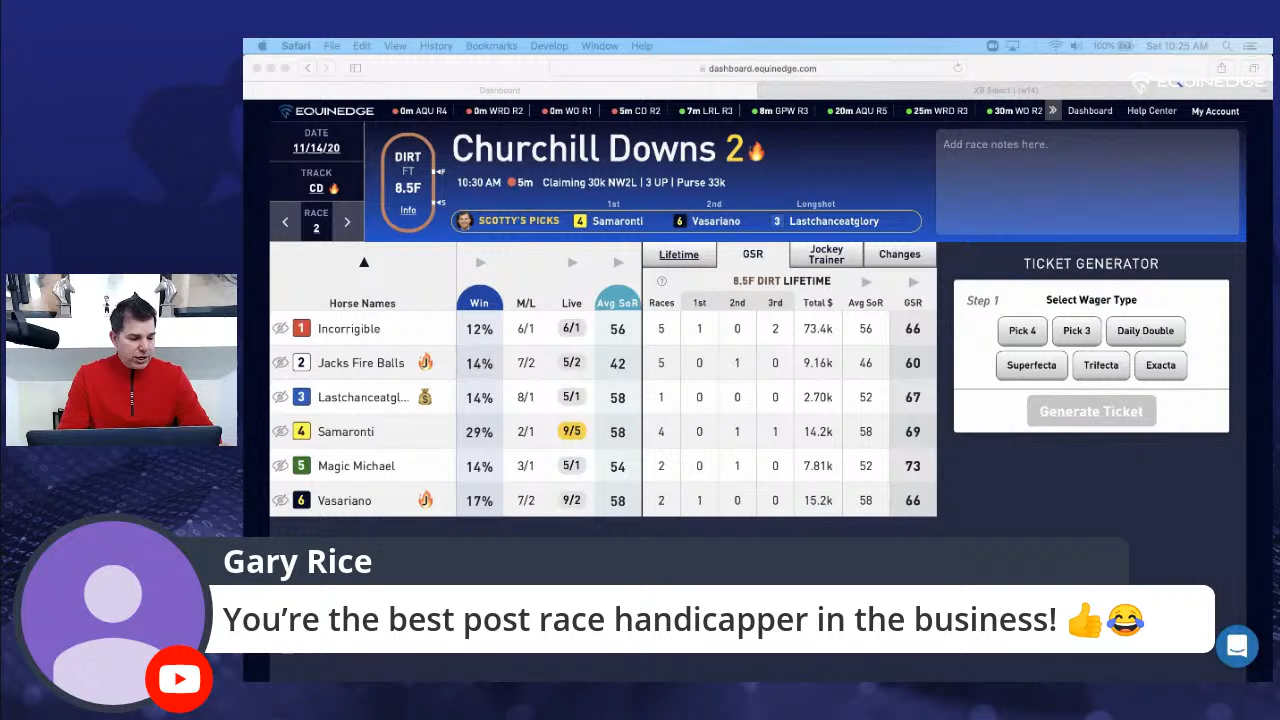 Safari File Edit View History Bookmarks Develop Window Help 100% Sat 10:25 AM
dashboard.equinedge.com
Dashboard
EQUINEDGE
EQUINEDGE 0m AQU R4 0m WRD R2 0m WO R1 5m CD R2 7m LRL R3 8m GPW R3 20m AQU R5 25m WRD R3 30m WO R2 Dashboard Help Center My Account
DATE
11/14/20
TRACK
CD 🔥
RACE
2
DIRT
FT
8.5F
Info
F
S
Churchill Downs 2🔥
10:30 AM 5m Claiming 30k NW2L | 3 UP | Purse 33k
1st 2nd Longshot
SCOTTY'S PICKS 4 Samaronti 6 Vasariano 3 Lastchanceatglory
Add race notes here.
Lifetime GSR Jockey Trainer Changes
8.5F DIRT LIFETIME
Horse Names Win M/L Live Avg SoR Races 1st 2nd 3rd Total $ Avg SoR GSR
1 Incorrigible 12% 6/1 6/1 56 5 1 0 2 73.4k 56 66
2 Jacks Fire Balls J 14% 7/2 5/2 42 5 0 1 0 9.16k 46 60
3 Lastchanceatgl... 14% 8/1 5/1 58 1 0 0 0 2.70k 52 67
4 Samaronti 29% 2/1 9/5 58 4 0 1 1 14.2k 58 69
5 Magic Michael 14% 3/1 5/1 54 2 0 1 0 7.81k 52 73
6 Vasariano J 17% 7/2 9/2 58 2 1 0 0 15.2k 58 66
TICKET GENERATOR
Step 1 Select Wager Type
Pick 4 Pick 3 Daily Double
Superfecta Trifecta Exacta
Generate Ticket
Gary Rice
You're the best post race handicapper in the business! 👍😂